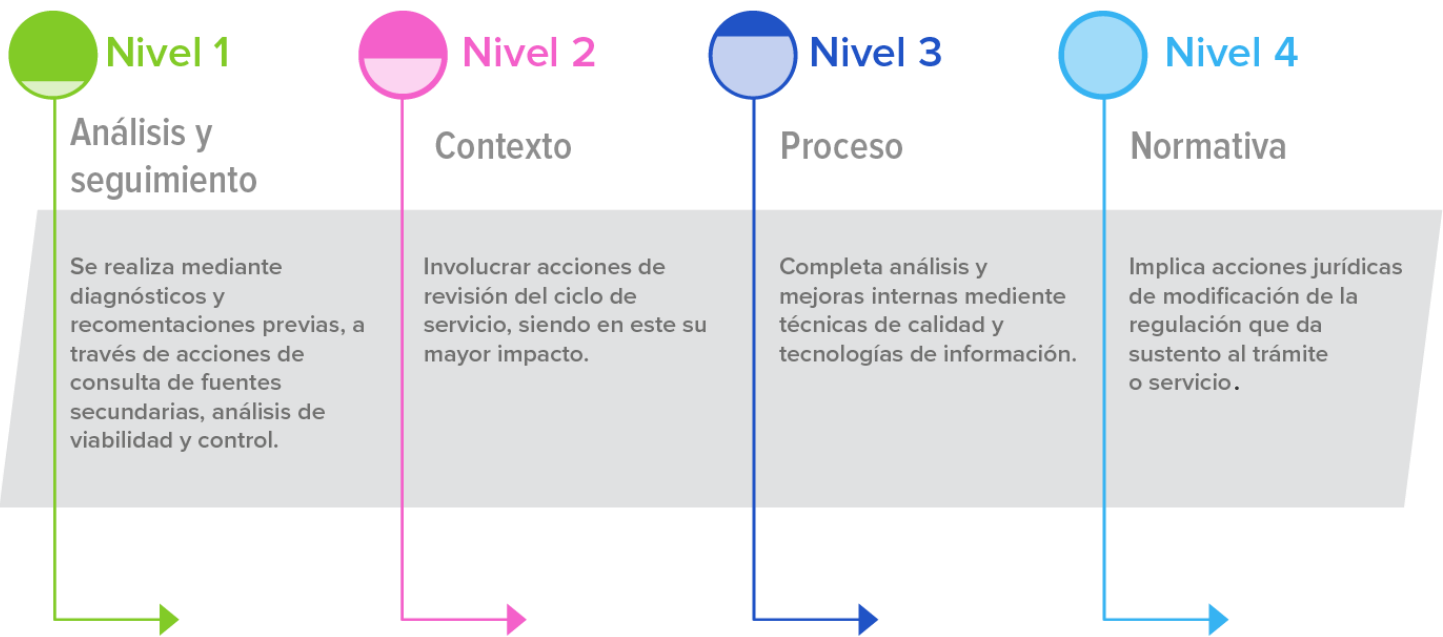 Nivel 1
Análisis y
seguimiento
Se realiza mediante
diagnósticos y
recomentaciones previas, a
través de acciones de
consulta de fuentes
secundarias, análisis de
viabilidad y control.
Nivel 2
Contexto
Involucrar acciones de
revisión del ciclo de
servicio, siendo en este su
mayor impacto.
Nivel 3
Proceso
Completa análisis y
mejoras internas mediente
técnicas de calidad y
tecnologías de información.
Nivel 4
Normativa
Implica acciones jurídicas
de modificación de la
regulación que da
sustento al trámite
o servicio.